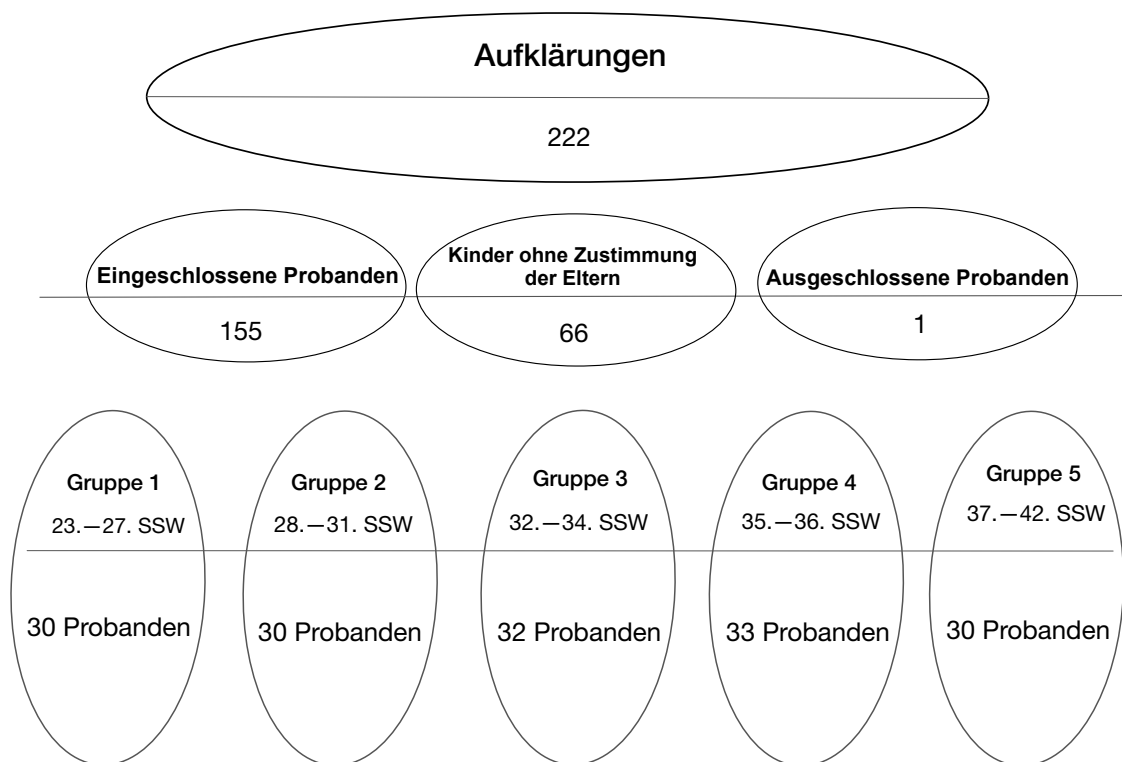 Aufklärungen
222
Eingeschlossene Probanden
155
Kinder ohne Zustimmung
der Eltern
66
Ausgeschlossene Probanden
1
Gruppe 1
23.—27. SSW
30 Probanden
Gruppe 2
28.—31. SSW
30 Probanden
Gruppe 3
32.—34. SSW
32 Probanden
Gruppe 4
35.—36. SSW
33 Probanden
Gruppe 5
37.—42. SSW
30 Probanden